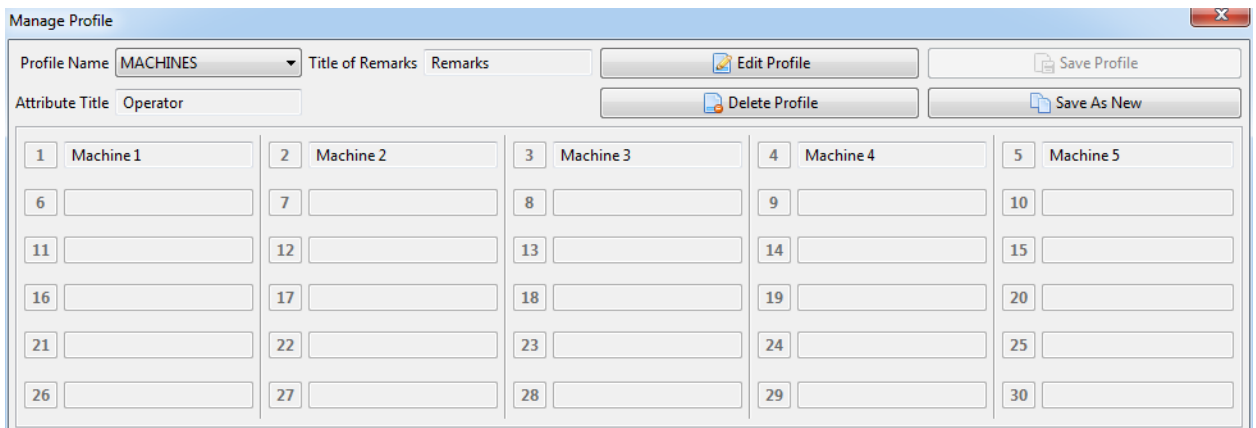 Manage Profile
Profile Name MACHINES Title of Remarks Remarks Edit Profile Save Profile
Attribute Title Operator Delete Profile Save As New
1 Machine 1 2 Machine 2 3 Machine 3 4 Machine 4 5 Machine 5
6 7 8 9 10
11 12 13 14 15
16 17 18 19 20
21 22 23 24 25
26 27 28 29 30